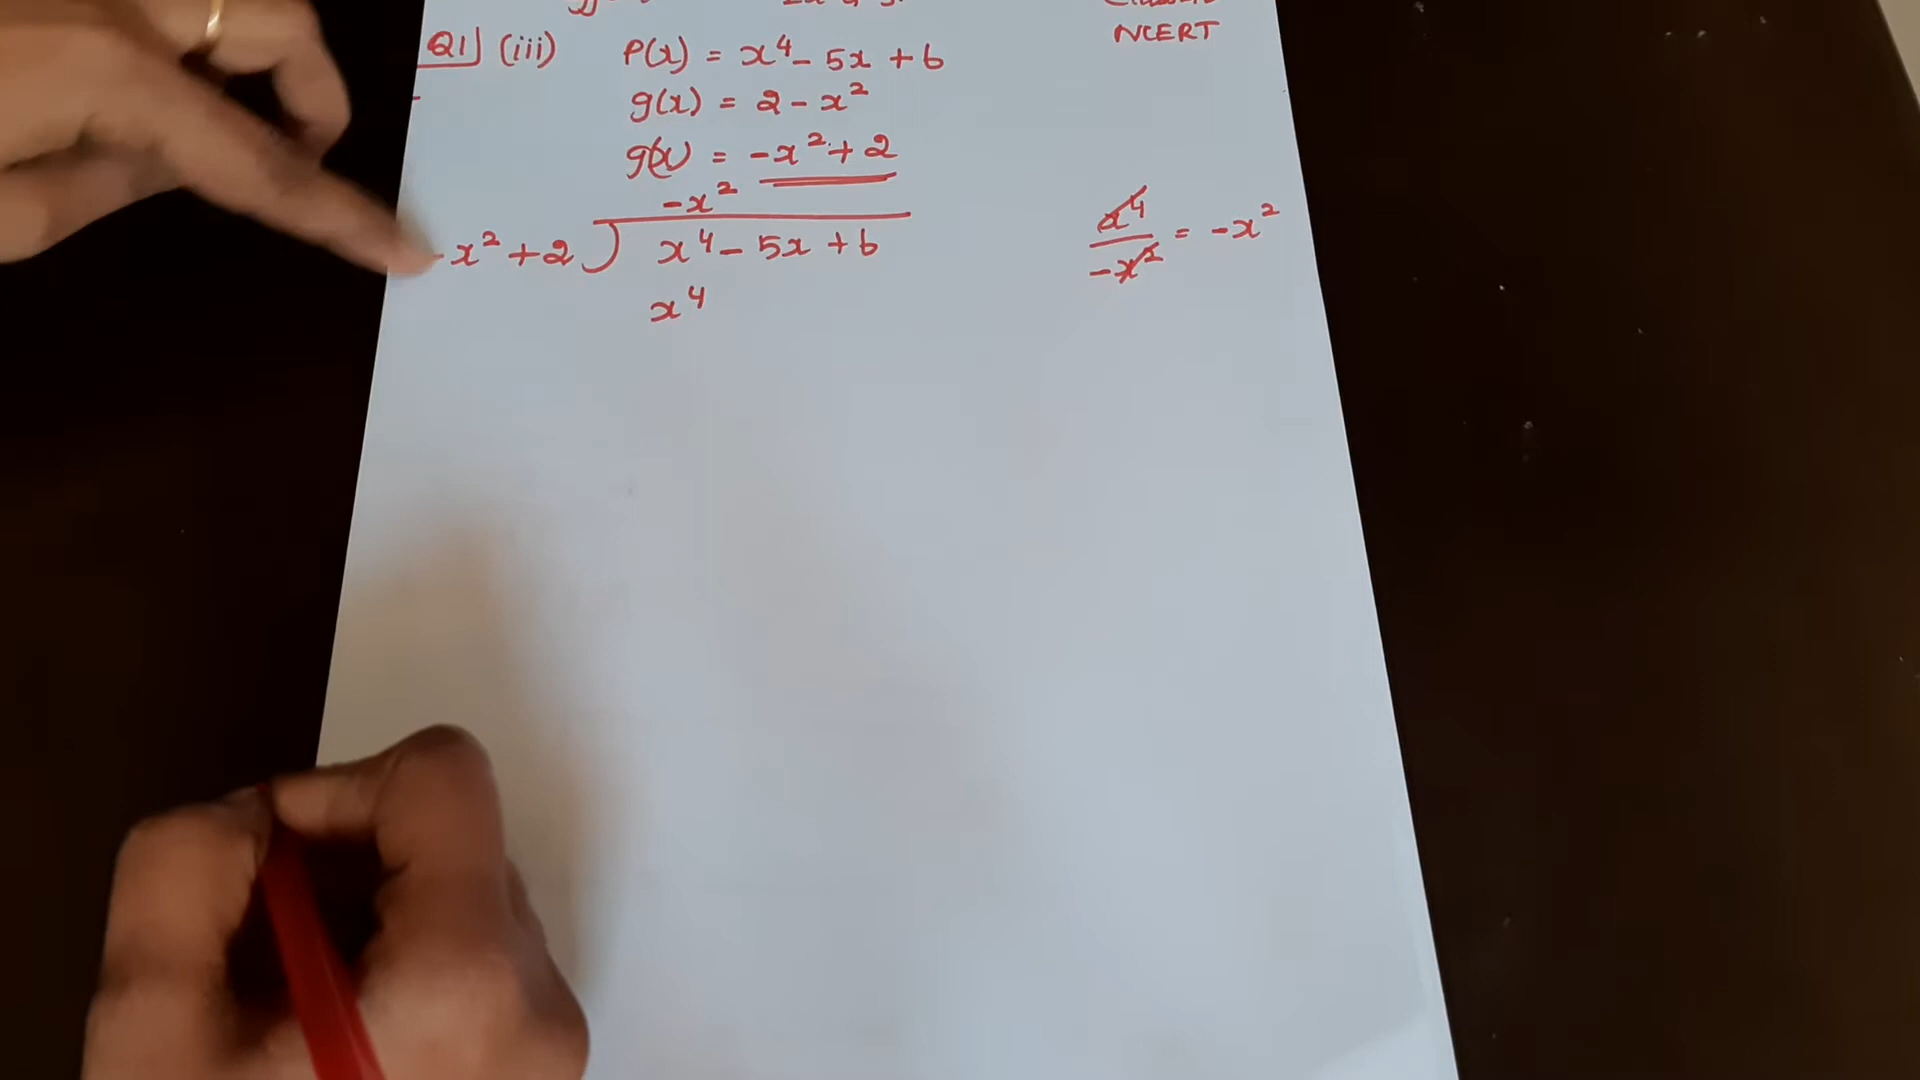 NCERT
Q1 (iii) P(x) = x⁴ - 5x + 6
g(x) = 2 - x²
g(x) = -x² + 2
-x²
-x² + 2 ) x⁴ - 5x + 6
x⁴
x⁴ / -x² = -x²